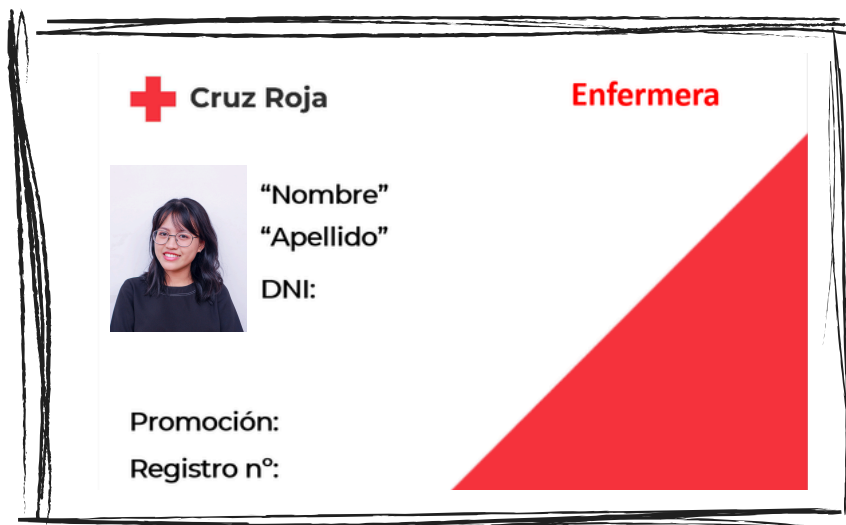 Cruz Roja
Enfermera
“Nombre”
“Apellido”
DNI:
Promoción:
Registro nº: